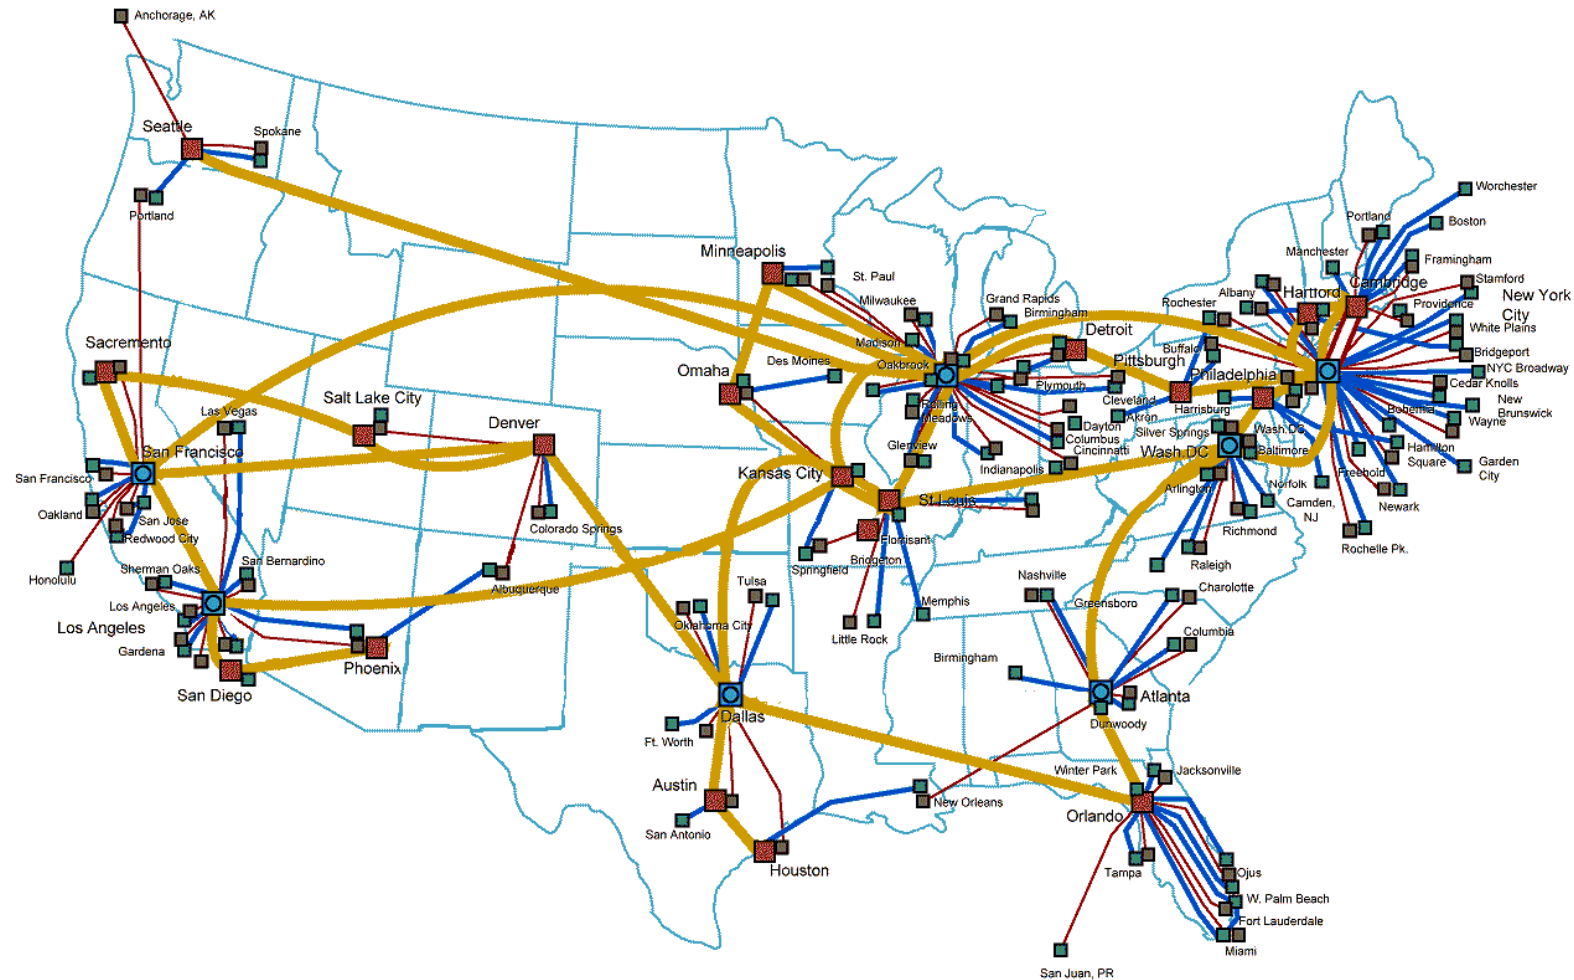 Anchorage, AK
Seattle
Spokane
Portland
Worchester
Portland
Boston
Minneapolis
Manchester
Framingham
St. Paul
Stamford
Cambridge
Hartford
Albany
New York
City
Milwaukee
Grand Rapids
Rochester
Providence
Birmingham
White Plains
Detroit
Sacramento
Madison
Buffalo
Bridgeport
Des Moines
Oakbrook
Pittsburgh
Omaha
Philadelphia
NYC Broadway
Plymouth
Cedar Knolls
Salt Lake City
Cleveland
New
Brunswick
Las Vegas
Rolling
Meadows
Harrisburg
Bohemia
Akron
Wayne
Denver
Dayton
Silver Springs
Wash.DC
Columbus
Glenview
Cincinnatti
Wash.DC
Baltimore
Hamilton
Square
San Francisco
Indianapolis
Garden
City
Kansas City
Freehold
San Francisco
Arlington
Norfolk
St.Louis
Camden,
NJ
Newark
Oakland
San Jose
Colorado Springs
Richmond
Redwood City
Florrisant
Rochelle Pk.
Honolulu
Sherman Oaks
San Bernardino
Bridgeton
Springfield
Raleigh
Albuquerque
Tulsa
Nashville
Charolotte
Los Angeles
Memphis
Greensboro
Los Angeles
Oklahoma City
Little Rock
Columbia
Gardena
Birmingham
Phoenix
San Diego
Atlanta
Dallas
Dunwoody
Ft. Worth
Winter Park
Jacksonville
Austin
New Orleans
Orlando
San Antonio
Houston
Tampa
Ojus
W. Palm Beach
Fort Lauderdale
Miami
San Juan, PR